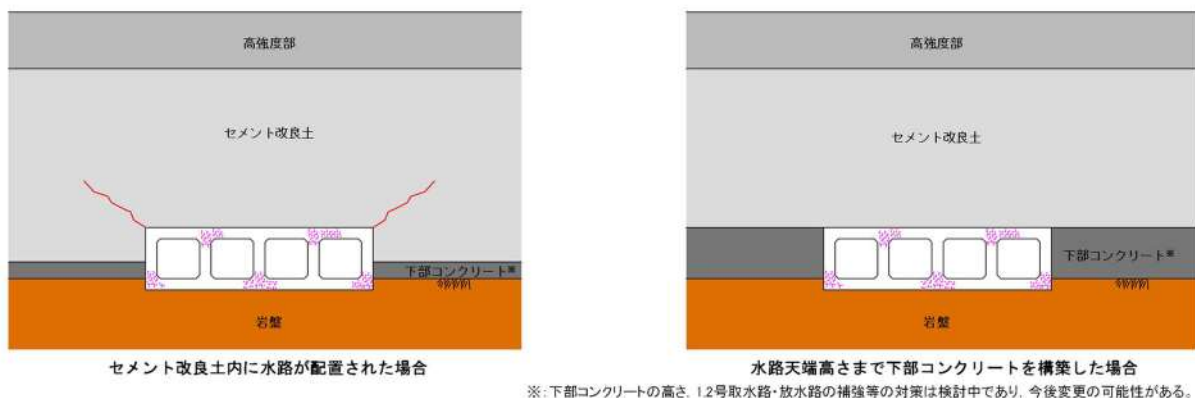 高強度部
セメント改良土
下部コンクリート※
岩盤
セメント改良土内に水路が配置された場合
高強度部
セメント改良土
下部コンクリート※
岩盤
水路天端高さまで下部コンクリートを構築した場合
※：下部コンクリートの高さ，1,2号取水路・放水路の補強等の対策は検討中であり，今後変更の可能性がある。